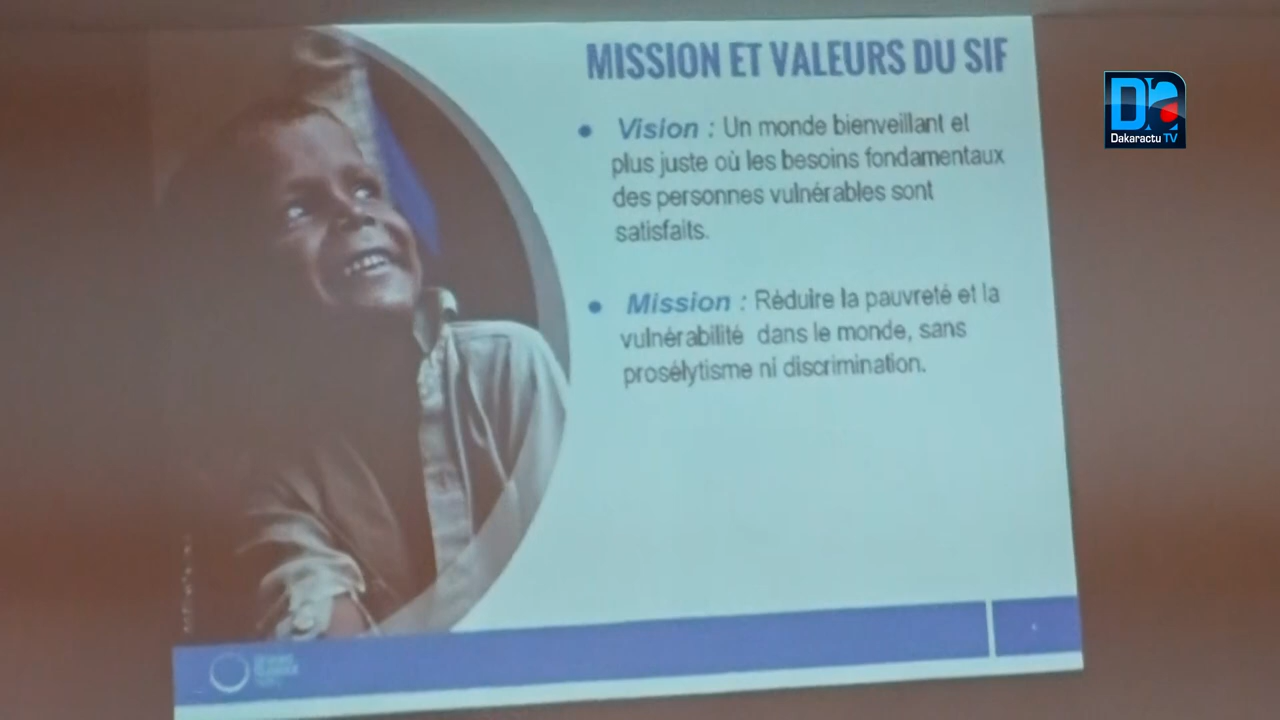 MISSION ET VALEURS DU SIF
• Vision : Un monde bienveillant et
plus juste où les besoins fondamentaux
des personnes vulnérables sont
satisfaits.
• Mission : Réduire la pauvreté et la
vulnérabilité dans le monde, sans
prosélytisme ni discrimination.
Dakaractu TV